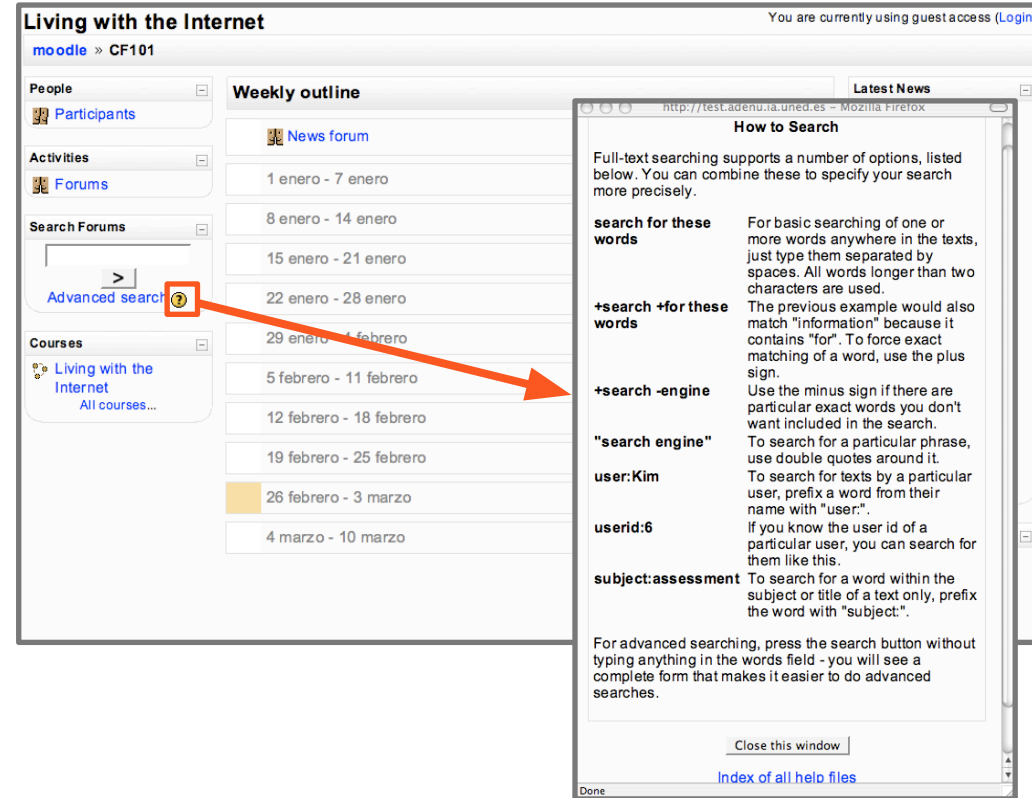 Living with the Internet
You are currently using guest access (Login
moodle » CF101
People
Participants
Activities
Forums
Search Forums
>
Advanced search ?
Courses
Living with the
Internet
All courses...
Weekly outline
News forum
1 enero - 7 enero
8 enero - 14 enero
15 enero - 21 enero
22 enero - 28 enero
29 enero - 4 febrero
5 febrero - 11 febrero
12 febrero - 18 febrero
19 febrero - 25 febrero
26 febrero - 3 marzo
4 marzo - 10 marzo
Latest News
http://test.adenu.ia.uned.es – Mozilla Firefox
How to Search
Full-text searching supports a number of options, listed
below. You can combine these to specify your search
more precisely.
search for these
words
For basic searching of one or
more words anywhere in the texts,
just type them separated by
spaces. All words longer than two
characters are used.
+search +for these
words
The previous example would also
match "information" because it
contains "for". To force exact
matching of a word, use the plus
sign.
+search -engine
Use the minus sign if there are
particular exact words you don't
want included in the search.
"search engine"
To search for a particular phrase,
use double quotes around it.
user:Kim
To search for texts by a particular
user, prefix a word from their
name with "user:".
userid:6
If you know the user id of a
particular user, you can search for
them like this.
subject:assessment
To search for a word within the
subject or title of a text only, prefix
the word with "subject:".
For advanced searching, press the search button without
typing anything in the words field - you will see a
complete form that makes it easier to do advanced
searches.
Close this window
Index of all help files
Done